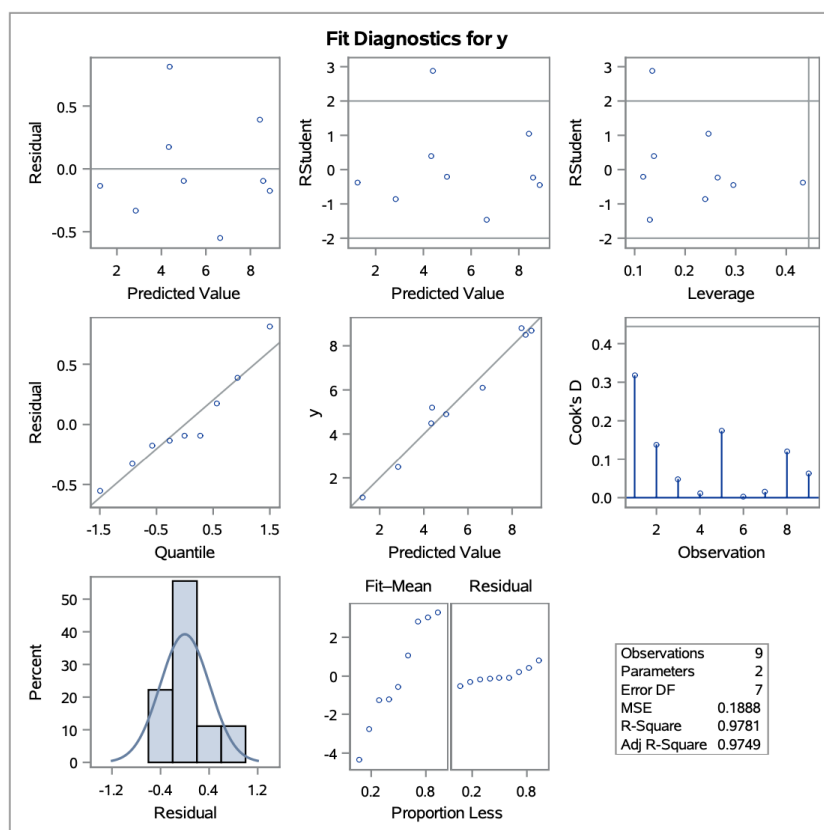 Fit Diagnostics for y
Residual
0.5
0.0
-0.5
2 4 6 8
Predicted Value
RStudent
3
2
1
0
-1
-2
2 4 6 8
Predicted Value
RStudent
3
2
1
0
-1
-2
0.1 0.2 0.3 0.4
Leverage
Residual
0.5
0.0
-0.5
-1.5 -0.5 0.5 1.5
Quantile
y
8
6
4
2
2 4 6 8
Predicted Value
Cook's D
0.4
0.3
0.2
0.1
0.0
2 4 6 8
Observation
Percent
50
40
30
20
10
0
-1.2 -0.4 0.4 1.2
Residual
Fit–Mean Residual
2
0
-2
-4
0.2 0.8 0.2 0.8
Proportion Less
Observations 9
Parameters 2
Error DF 7
MSE 0.1888
R-Square 0.9781
Adj R-Square 0.9749